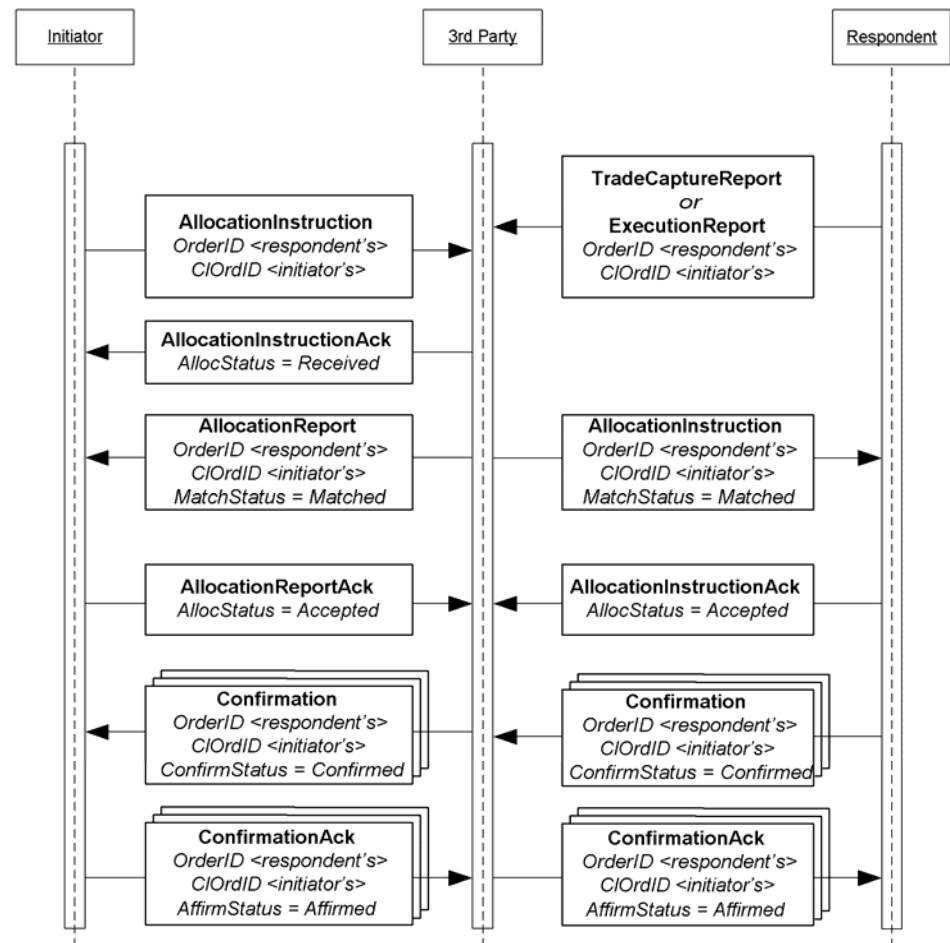 Initiator
3rd Party
Respondent
TradeCaptureReport
or
ExecutionReport
OrderID <respondent's>
ClOrdID <initiator's>
AllocationInstruction
OrderID <respondent's>
ClOrdID <initiator's>
AllocationInstructionAck
AllocStatus = Received
AllocationReport
OrderID <respondent's>
ClOrdID <initiator's>
MatchStatus = Matched
AllocationInstruction
OrderID <respondent's>
ClOrdID <initiator's>
MatchStatus = Matched
AllocationReportAck
AllocStatus = Accepted
AllocationInstructionAck
AllocStatus = Accepted
Confirmation
OrderID <respondent's>
ClOrdID <initiator's>
ConfirmStatus = Confirmed
Confirmation
OrderID <respondent's>
ClOrdID <initiator's>
ConfirmStatus = Confirmed
ConfirmationAck
OrderID <respondent's>
ClOrdID <initiator's>
AffirmStatus = Affirmed
ConfirmationAck
OrderID <respondent's>
ClOrdID <initiator's>
AffirmStatus = Affirmed